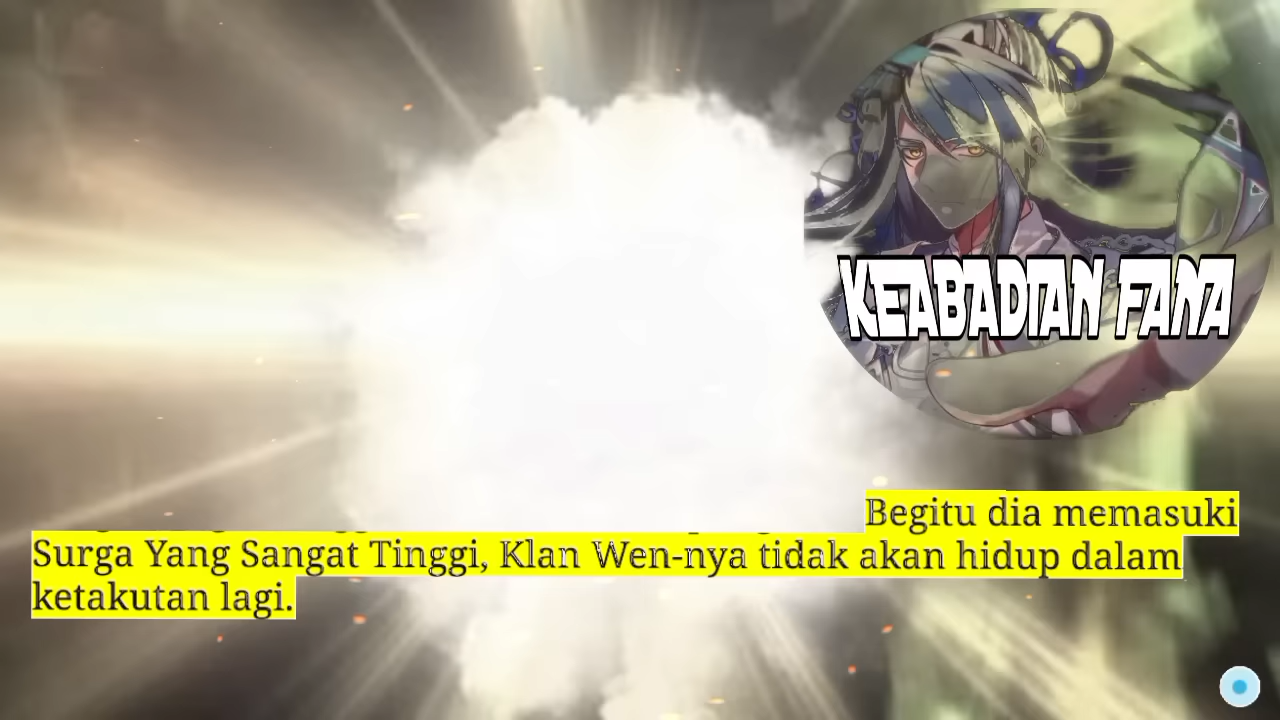 KEABADIAN FANA
Begitu dia memasuki
Surga Yang Sangat Tinggi, Klan Wen-nya tidak akan hidup dalam
ketakutan lagi.